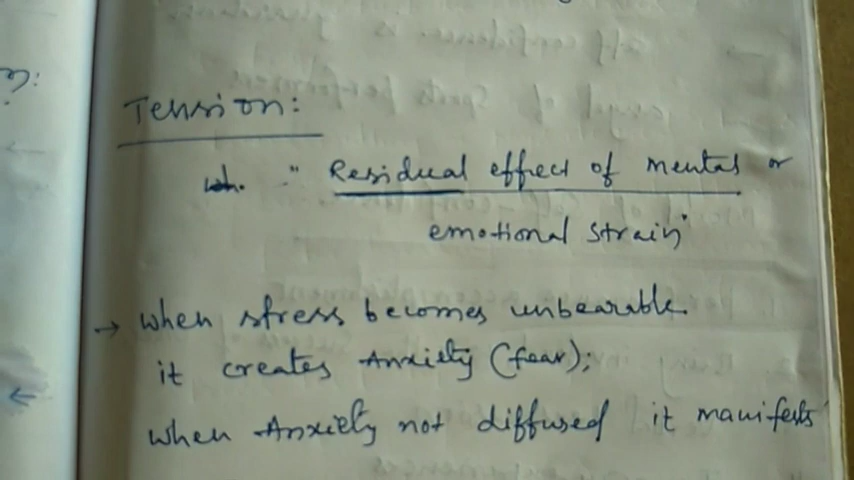 Tension:
wh. "Residual effect of mental or
emotional strain"
→ when stress becomes unbearable.
it creates Anxiety (fear);
when Anxiety not diffused it manifests